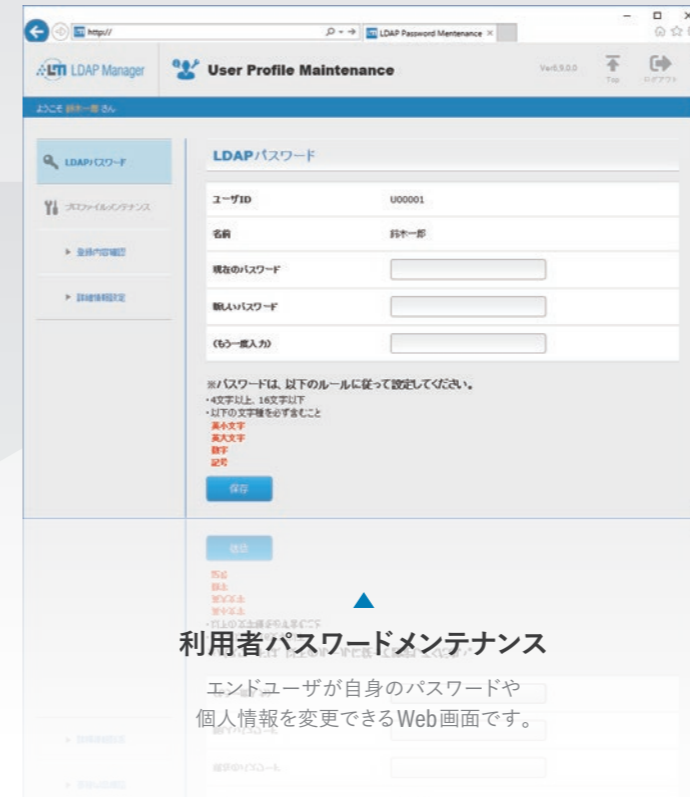 http://
LDAP Password Mentenance ×
LM LDAP Manager
User Profile Maintenance
Ver6.9.0.0
Top
ログアウト
ようこそ 鈴木一郎 さん
LDAPパスワード
プロファイルメンテナンス
登録内容確認
詳細情報設定
LDAPパスワード
ユーザID
U00001
名前
鈴木一郎
現在のパスワード
新しいパスワード
(もう一度入力)
※パスワードは、以下のルールに従って設定してください。
・4文字以上、16文字以下
・以下の文字種を必ず含むこと
英小文字
英大文字
数字
記号
保存
利用者パスワードメンテナンス
エンドユーザが自身のパスワードや
個人情報を変更できるWeb画面です。